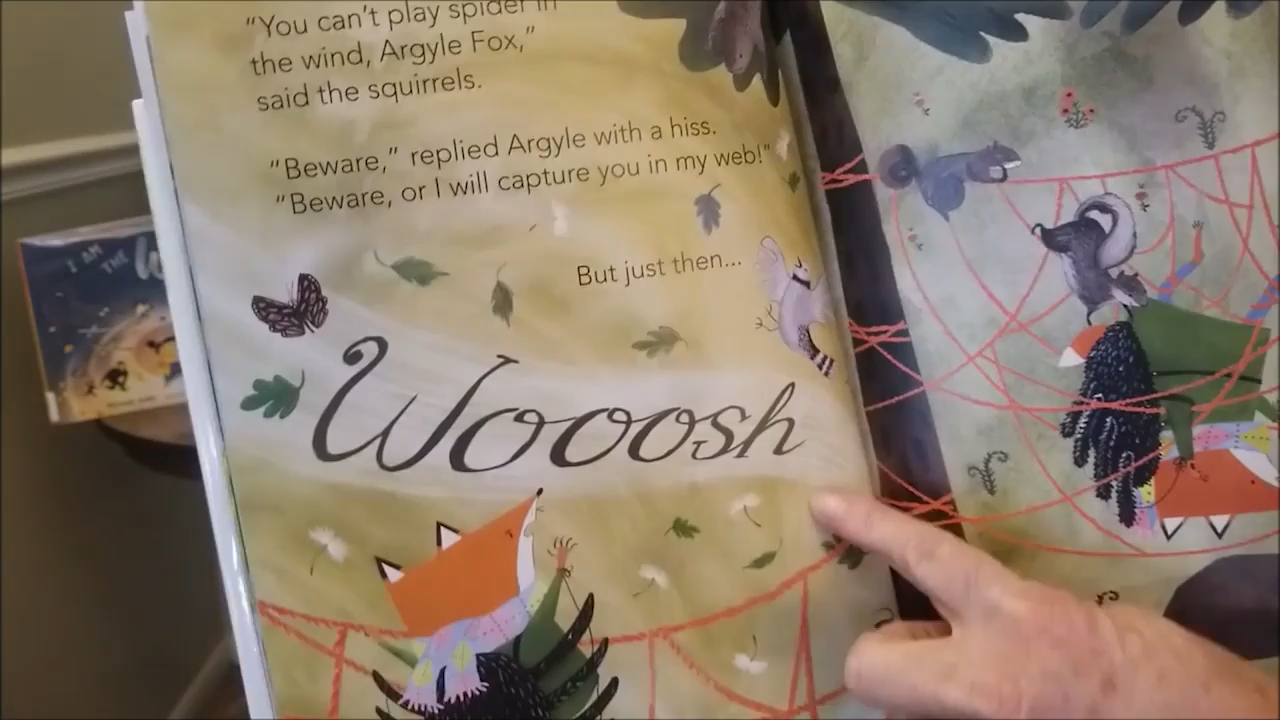 "You can't play spider in
the wind, Argyle Fox,"
said the squirrels.
"Beware," replied Argyle with a hiss.
"Beware, or I will capture you in my web!"
But just then...
Wooosh
I AM
THE